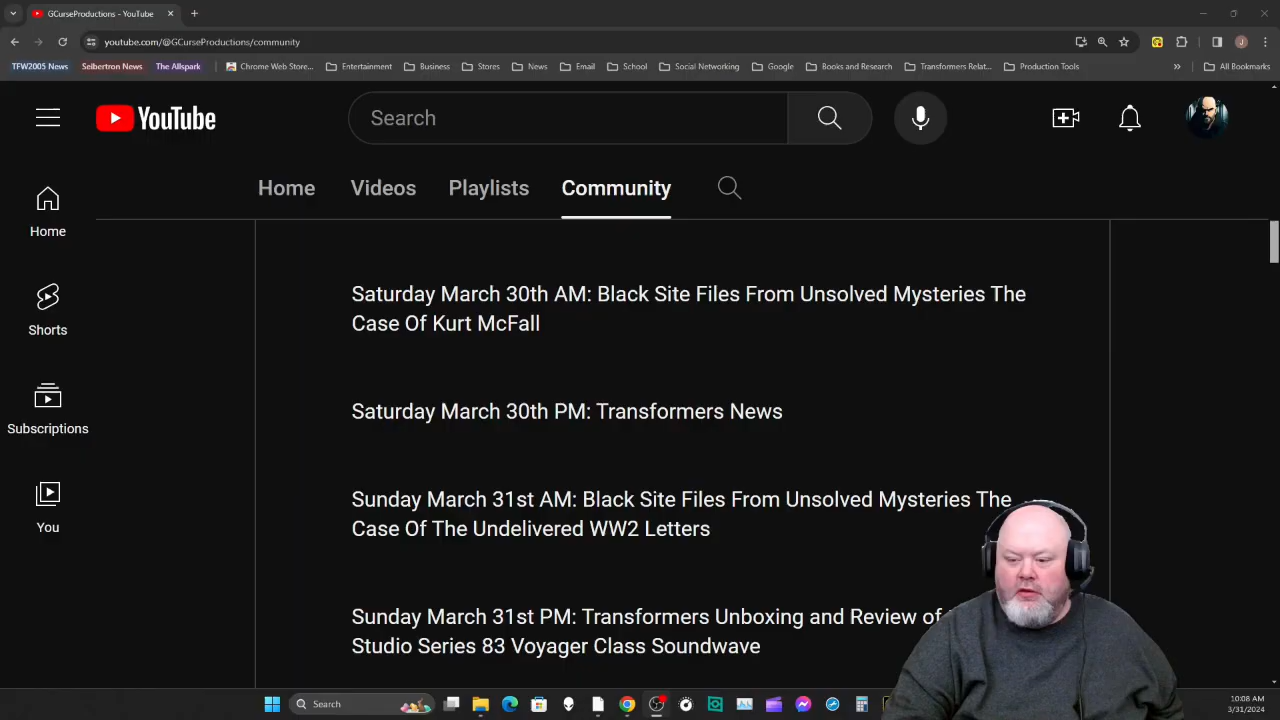 GCurseProductions - YouTube
youtube.com/@GCurseProductions/community
TFW2005 News Seibertron News The Allspark Chrome Web Store... Entertainment Business Stores News Email School Social Networking Google Books and Research Transformers Relat... Production Tools » All Bookmarks
YouTube Search
Home Videos Playlists Community
Home
Shorts
Subscriptions
You
Saturday March 30th AM: Black Site Files From Unsolved Mysteries The
Case Of Kurt McFall
Saturday March 30th PM: Transformers News
Sunday March 31st AM: Black Site Files From Unsolved Mysteries The
Case Of The Undelivered WW2 Letters
Sunday March 31st PM: Transformers Unboxing and Review of
Studio Series 83 Voyager Class Soundwave
Search
10:08 AM
3/31/2024